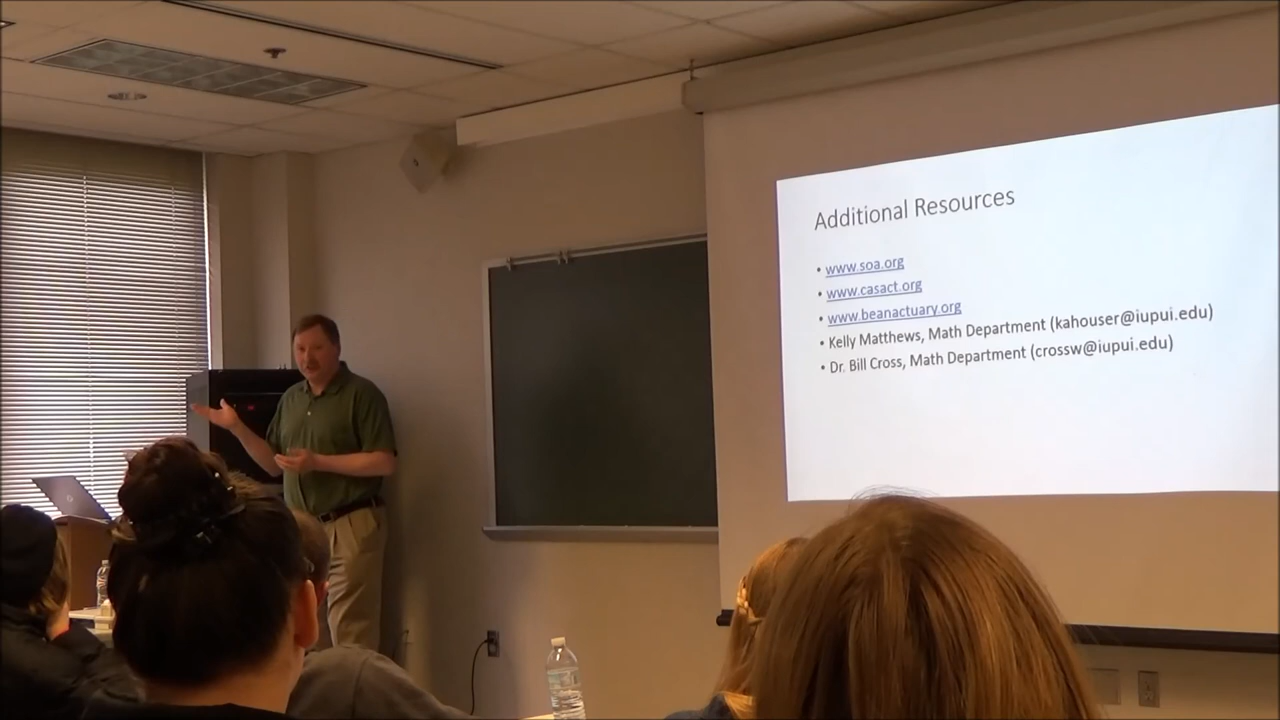 Additional Resources
• www.soa.org
• www.casact.org
• www.beanactuary.org
• Kelly Matthews, Math Department (kahouser@iupui.edu)
• Dr. Bill Cross, Math Department (crossw@iupui.edu)